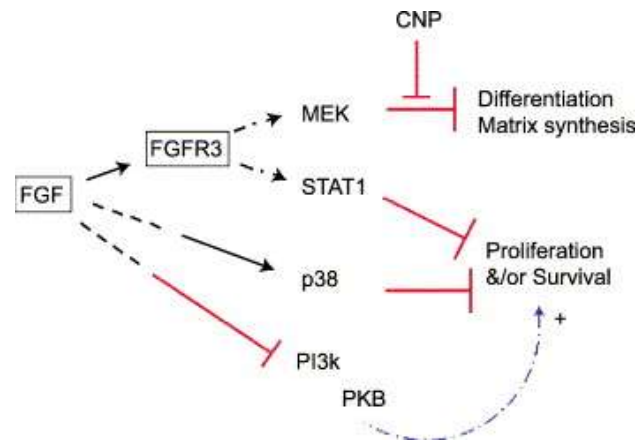 CNP
MEK
Differentiation
Matrix synthesis
FGFR3
FGF
STAT1
Proliferation
&/or Survival
p38
+
PI3k
PKB